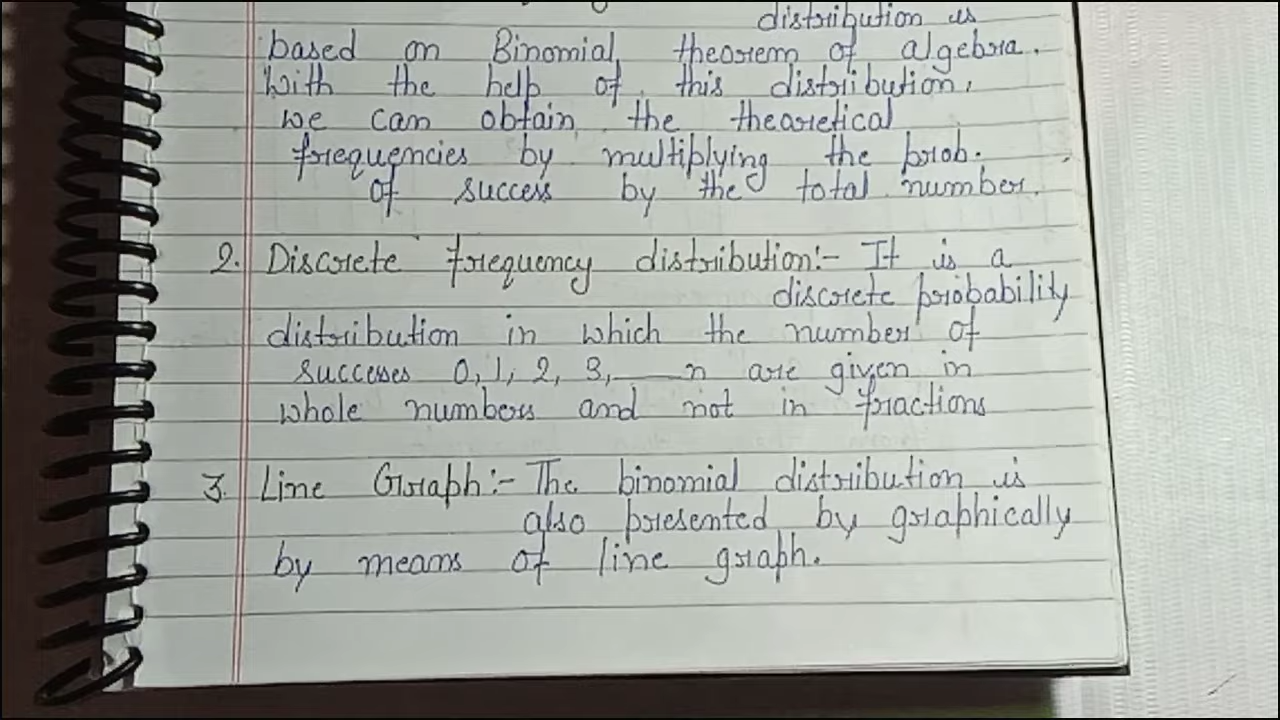 distribution is
based on Binomial theorem of algebra.
With the help of this distribution,
we can obtain the theoretical
frequencies by multiplying the prob.
of success by the total number.
2. Discrete frequency distribution:- It is a
discrete probability
distribution in which the number of
successes 0, 1, 2, 3, — n are given in
whole numbers and not in fractions
3. Line Graph:- The binomial distribution is
also presented by graphically
by means of line graph.